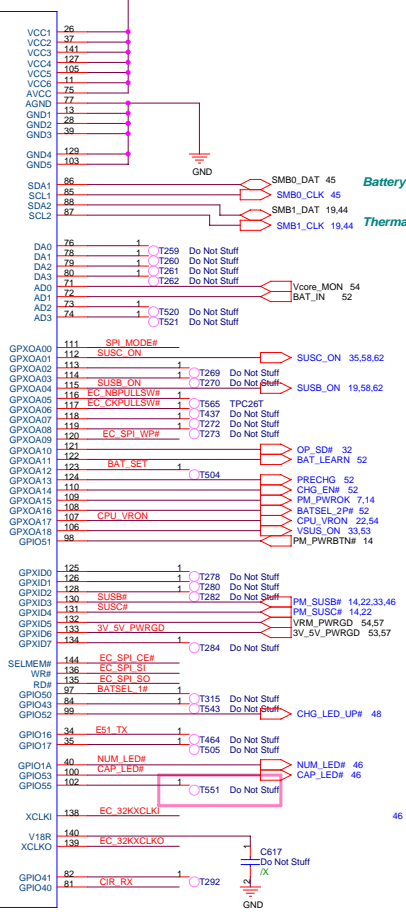 VCC1 26
VCC2 37
VCC3 141
VCC4 127
VCC5 105
VCC6 11
AVCC 75
AGND 77
GND1 13
GND2 28
GND3 39
GND4 129
GND5 103
GND
SDA1 86 SMB0_DAT 45 Battery
SCL1 85 SMB0_CLK 45
SDA2 88 SMB1_DAT 19,44
SCL2 87 SMB1_CLK 19,44 Therma
DA0 76 1 T259 Do Not Stuff
DA1 78 1 T260 Do Not Stuff
DA2 79 1 T261 Do Not Stuff
DA3 80 1 T262 Do Not Stuff
AD0 71 Vcore_MON 54
AD1 72 BAT_IN 52
AD2 73 1 T520 Do Not Stuff
AD3 74 1 T521 Do Not Stuff
GPXOA00 111 SPI_MODE#
GPXOA01 112 SUSC_ON SUSC_ON 35,58,62
GPXOA02 113 1 T269 Do Not Stuff
GPXOA03 114 1 T270 Do Not Stuff
GPXOA04 115 SUSB_ON SUSB_ON 19,58,62
GPXOA05 116 EC_NBPULLSW# 1 T565 TPC26T
GPXOA06 117 EC_CKPULLSW# 1 T437 Do Not Stuff
GPXOA07 118 1 T272 Do Not Stuff
GPXOA08 119 1 T273 Do Not Stuff
GPXOA09 120 EC_SPI_WP#
GPXOA10 121 OP_SD# 32
GPXOA11 122 BAT_LEARN 52
GPXOA12 123 BAT_SET 1 T504
GPXOA13 124 PRECHG 52
GPXOA14 110 CHG_EN# 52
GPXOA15 109 PM_PWROK 7,14
GPXOA16 108 BATSEL_2P# 52
GPXOA17 107 CPU_VRON CPU_VRON 22,54
GPXOA18 106 VSUS_ON 33,53
GPIO51 98 PM_PWRBTN# 14
GPXID0 125 1 T278 Do Not Stuff
GPXID1 126 1 T280 Do Not Stuff
GPXID2 128 1 T282 Do Not Stuff
GPXID3 130 SUSB# PM_SUSB# 14,22,33,46
GPXID4 131 SUSC# PM_SUSC# 14,22
GPXID5 132 VRM_PWRGD 54,57
GPXID6 133 3V_5V_PWRGD 3V_5V_PWRGD 53,57
GPXID7 134 1 T284 Do Not Stuff
SELMEM# 144 EC_SPI_CE#
WR# 136 EC_SPI_SI
RD# 135 EC_SPI_SO
GPIO50 97 BATSEL_1# 1 T315 Do Not Stuff
GPIO43 84 1 T543 Do Not Stuff
GPIO52 99 CHG_LED_UP# 48
GPIO16 34 E51_TX 1 T464 Do Not Stuff
GPIO17 35 1 T505 Do Not Stuff
GPIO1A 40 NUM_LED# NUM_LED# 46
GPIO53 100 CAP_LED# CAP_LED# 46
GPIO55 102 1 T551 Do Not Stuff
XCLKI 138 EC_32KXCLKI 46
V18R 140
XCLKO 139 EC_32KXCLKO
1 C617
Do Not Stuff
/X
2
GPIO41 82 1 T292
GPIO40 81 CIR_RX
GND